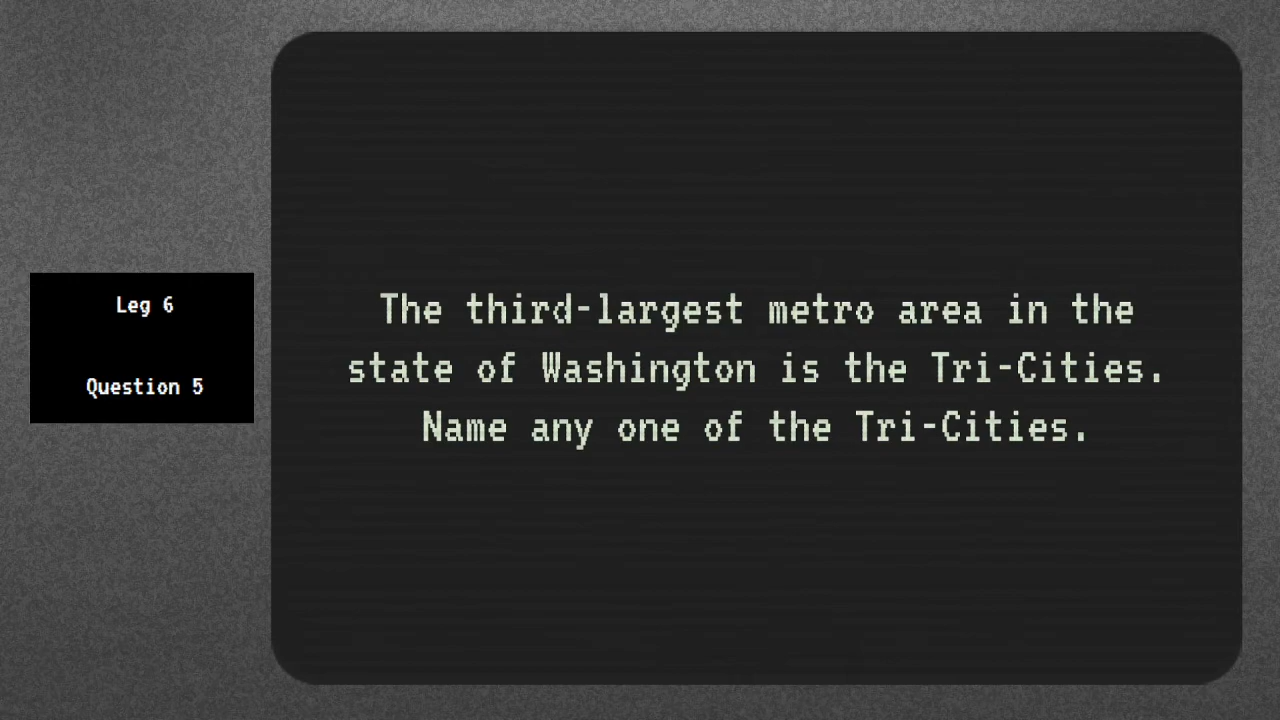 Leg 6
Question 5
The third-largest metro area in the
state of Washington is the Tri-Cities.
Name any one of the Tri-Cities.